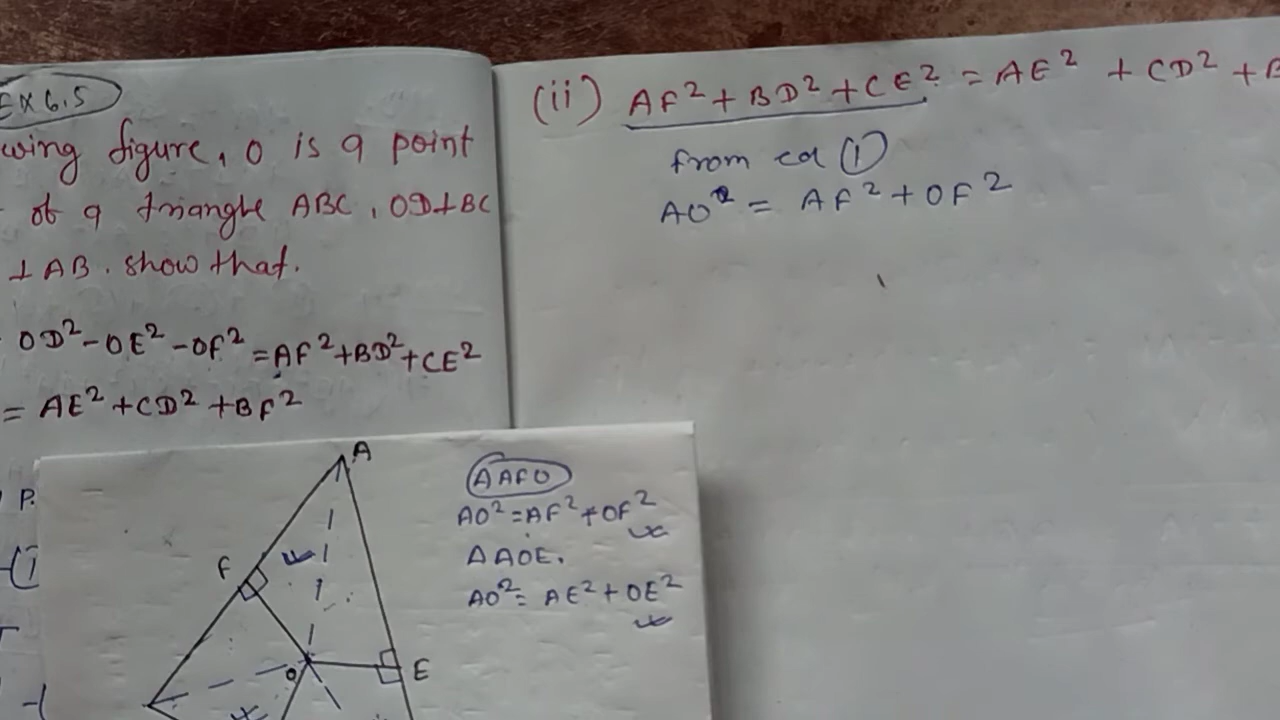 EX 6.5
wing figure, O is a point
of a triangle ABC, OD⊥BC
⊥AB. show that.
OD²-OE²-OF² = AF²+BD²+CE²
= AE²+CD²+BF²
P.
A
F
O
E
△AFO
AO²=AF²+OF²
△AOE.
AO²= AE²+OE²
(ii) AF²+BD²+CE² = AE² +CD² +B
from eq (1)
AO² = AF²+OF²